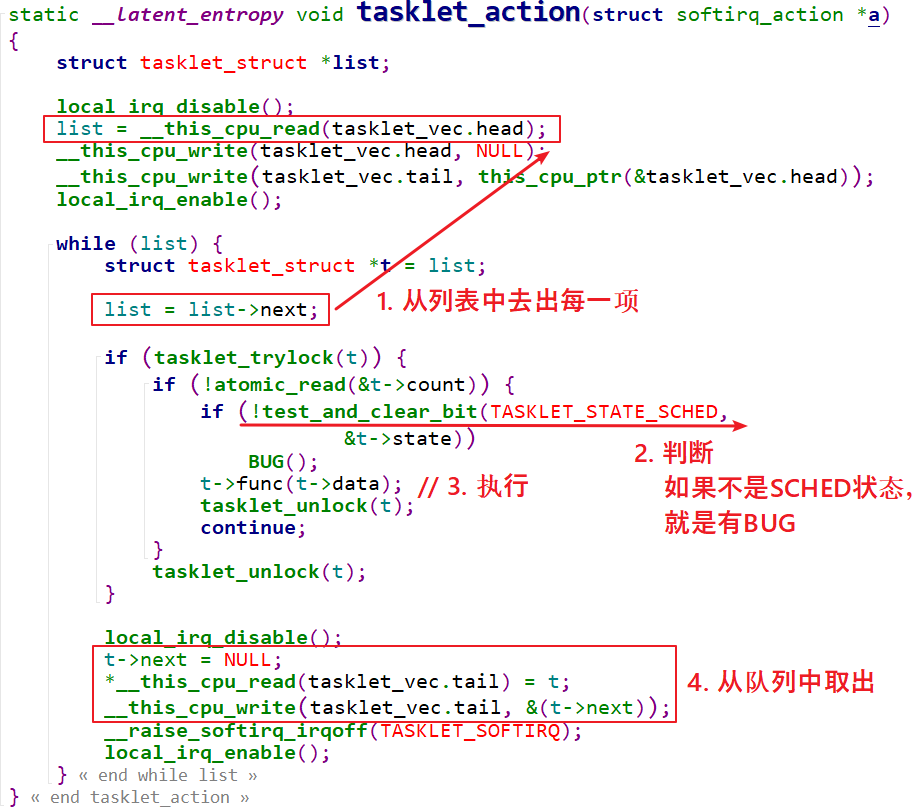 static __latent_entropy void tasklet_action(struct softirq_action *a)
{
struct tasklet_struct *list;
local_irq_disable();
list = __this_cpu_read(tasklet_vec.head);
__this_cpu_write(tasklet_vec.head, NULL);
__this_cpu_write(tasklet_vec.tail, this_cpu_ptr(&tasklet_vec.head));
local_irq_enable();
while (list) {
struct tasklet_struct *t = list;
list = list->next;
1. 从列表中去出每一项
if (tasklet_trylock(t)) {
if (!atomic_read(&t->count)) {
if (!test_and_clear_bit(TASKLET_STATE_SCHED,
&t->state))
2. 判断
如果不是SCHED状态,
就是有BUG
BUG();
t->func(t->data); // 3. 执行
tasklet_unlock(t);
continue;
}
tasklet_unlock(t);
}
local_irq_disable();
t->next = NULL;
*__this_cpu_read(tasklet_vec.tail) = t;
__this_cpu_write(tasklet_vec.tail, &(t->next));
4. 从队列中取出
__raise_softirq_irqoff(TASKLET_SOFTIRQ);
local_irq_enable();
} « end while list »
} « end tasklet_action »